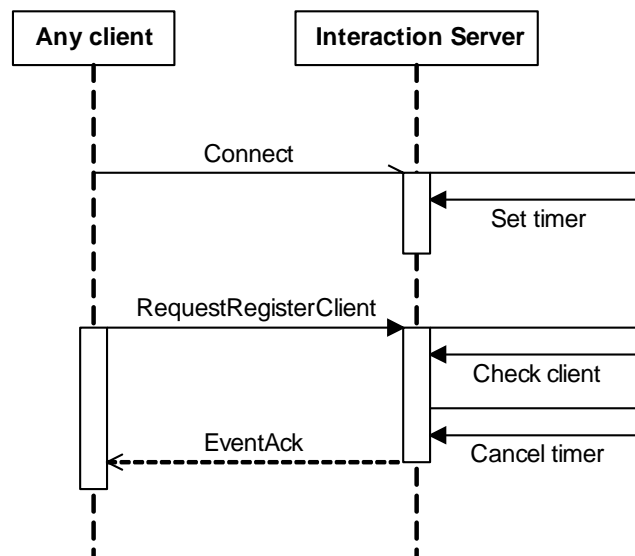 Any client
Interaction Server
Connect
Set timer
RequestRegisterClient
Check client
EventAck
Cancel timer